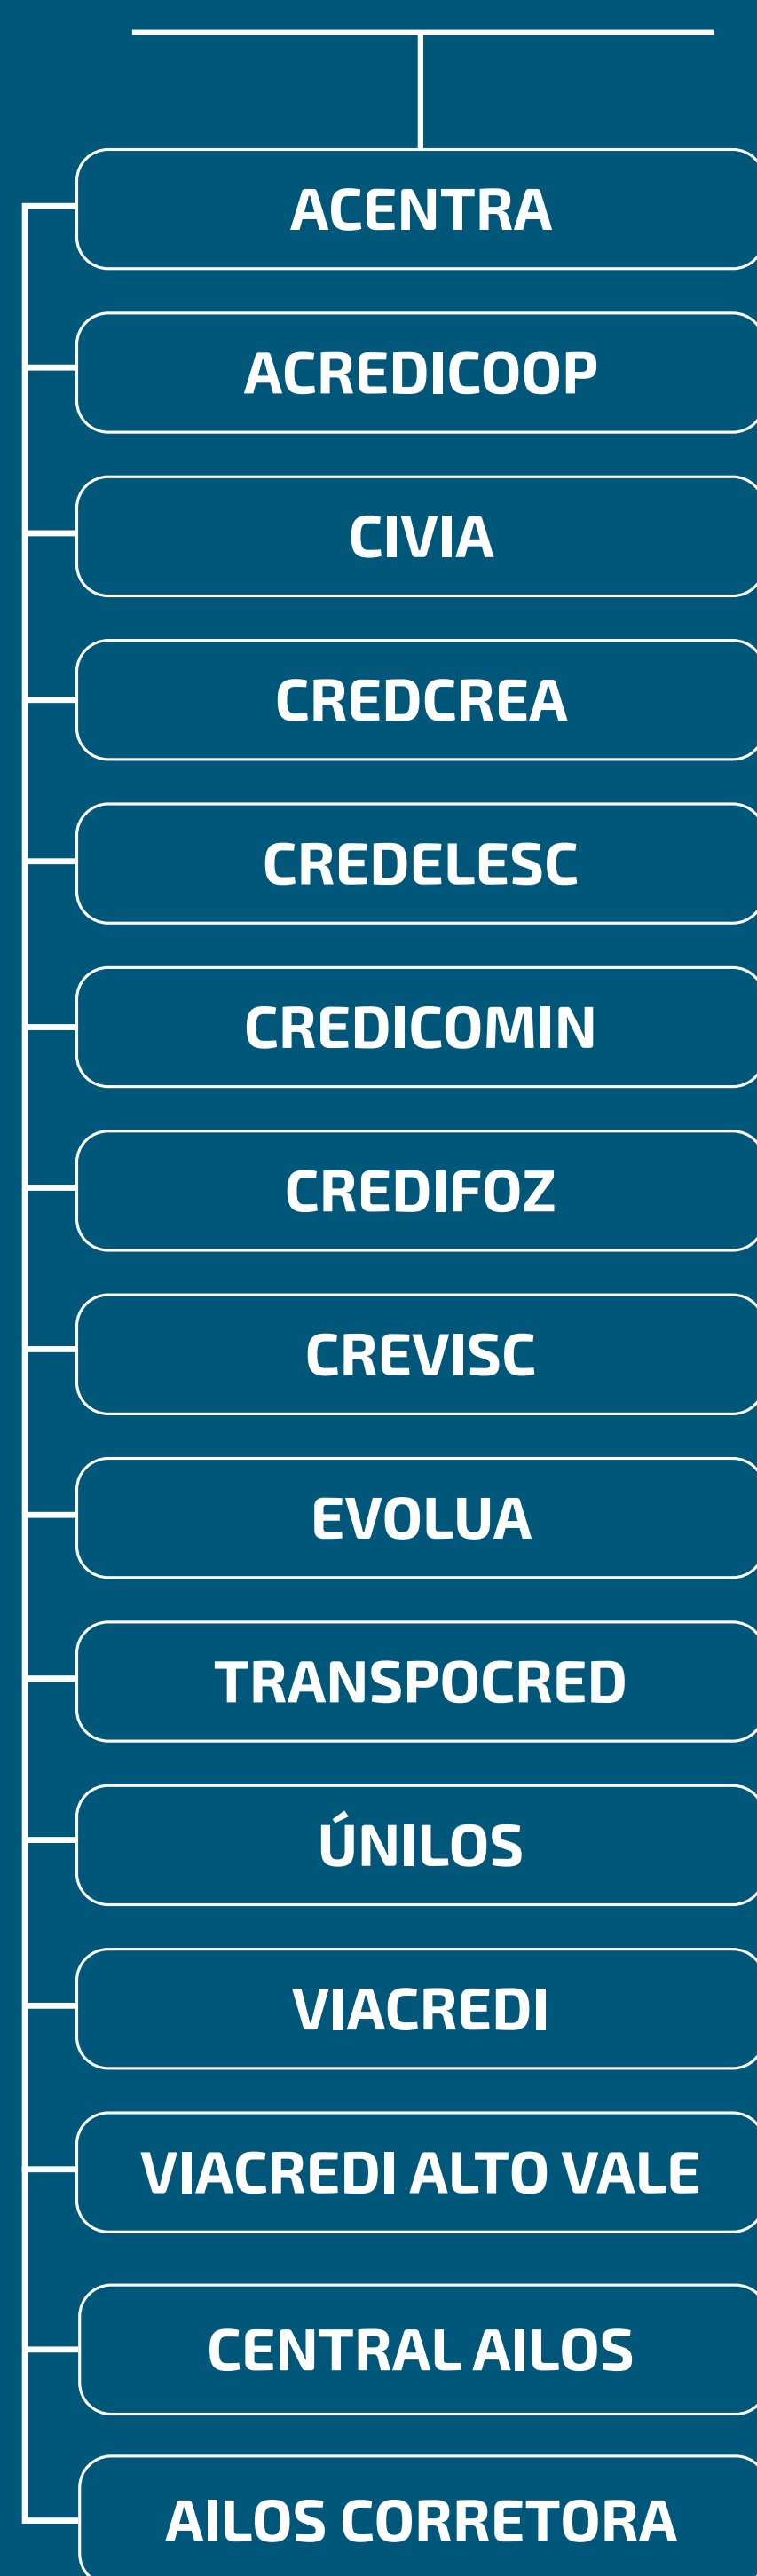 ACENTRA
ACREDICOOP
CIVIA
CREDCREA
CREDELESC
CREDICOMIN
CREDIFOZ
CREVISC
EVOLUA
TRANSPOCRED
ÚNILOS
VIACREDI
VIACREDI ALTO VALE
CENTRAL AILOS
AILOS CORRETORA